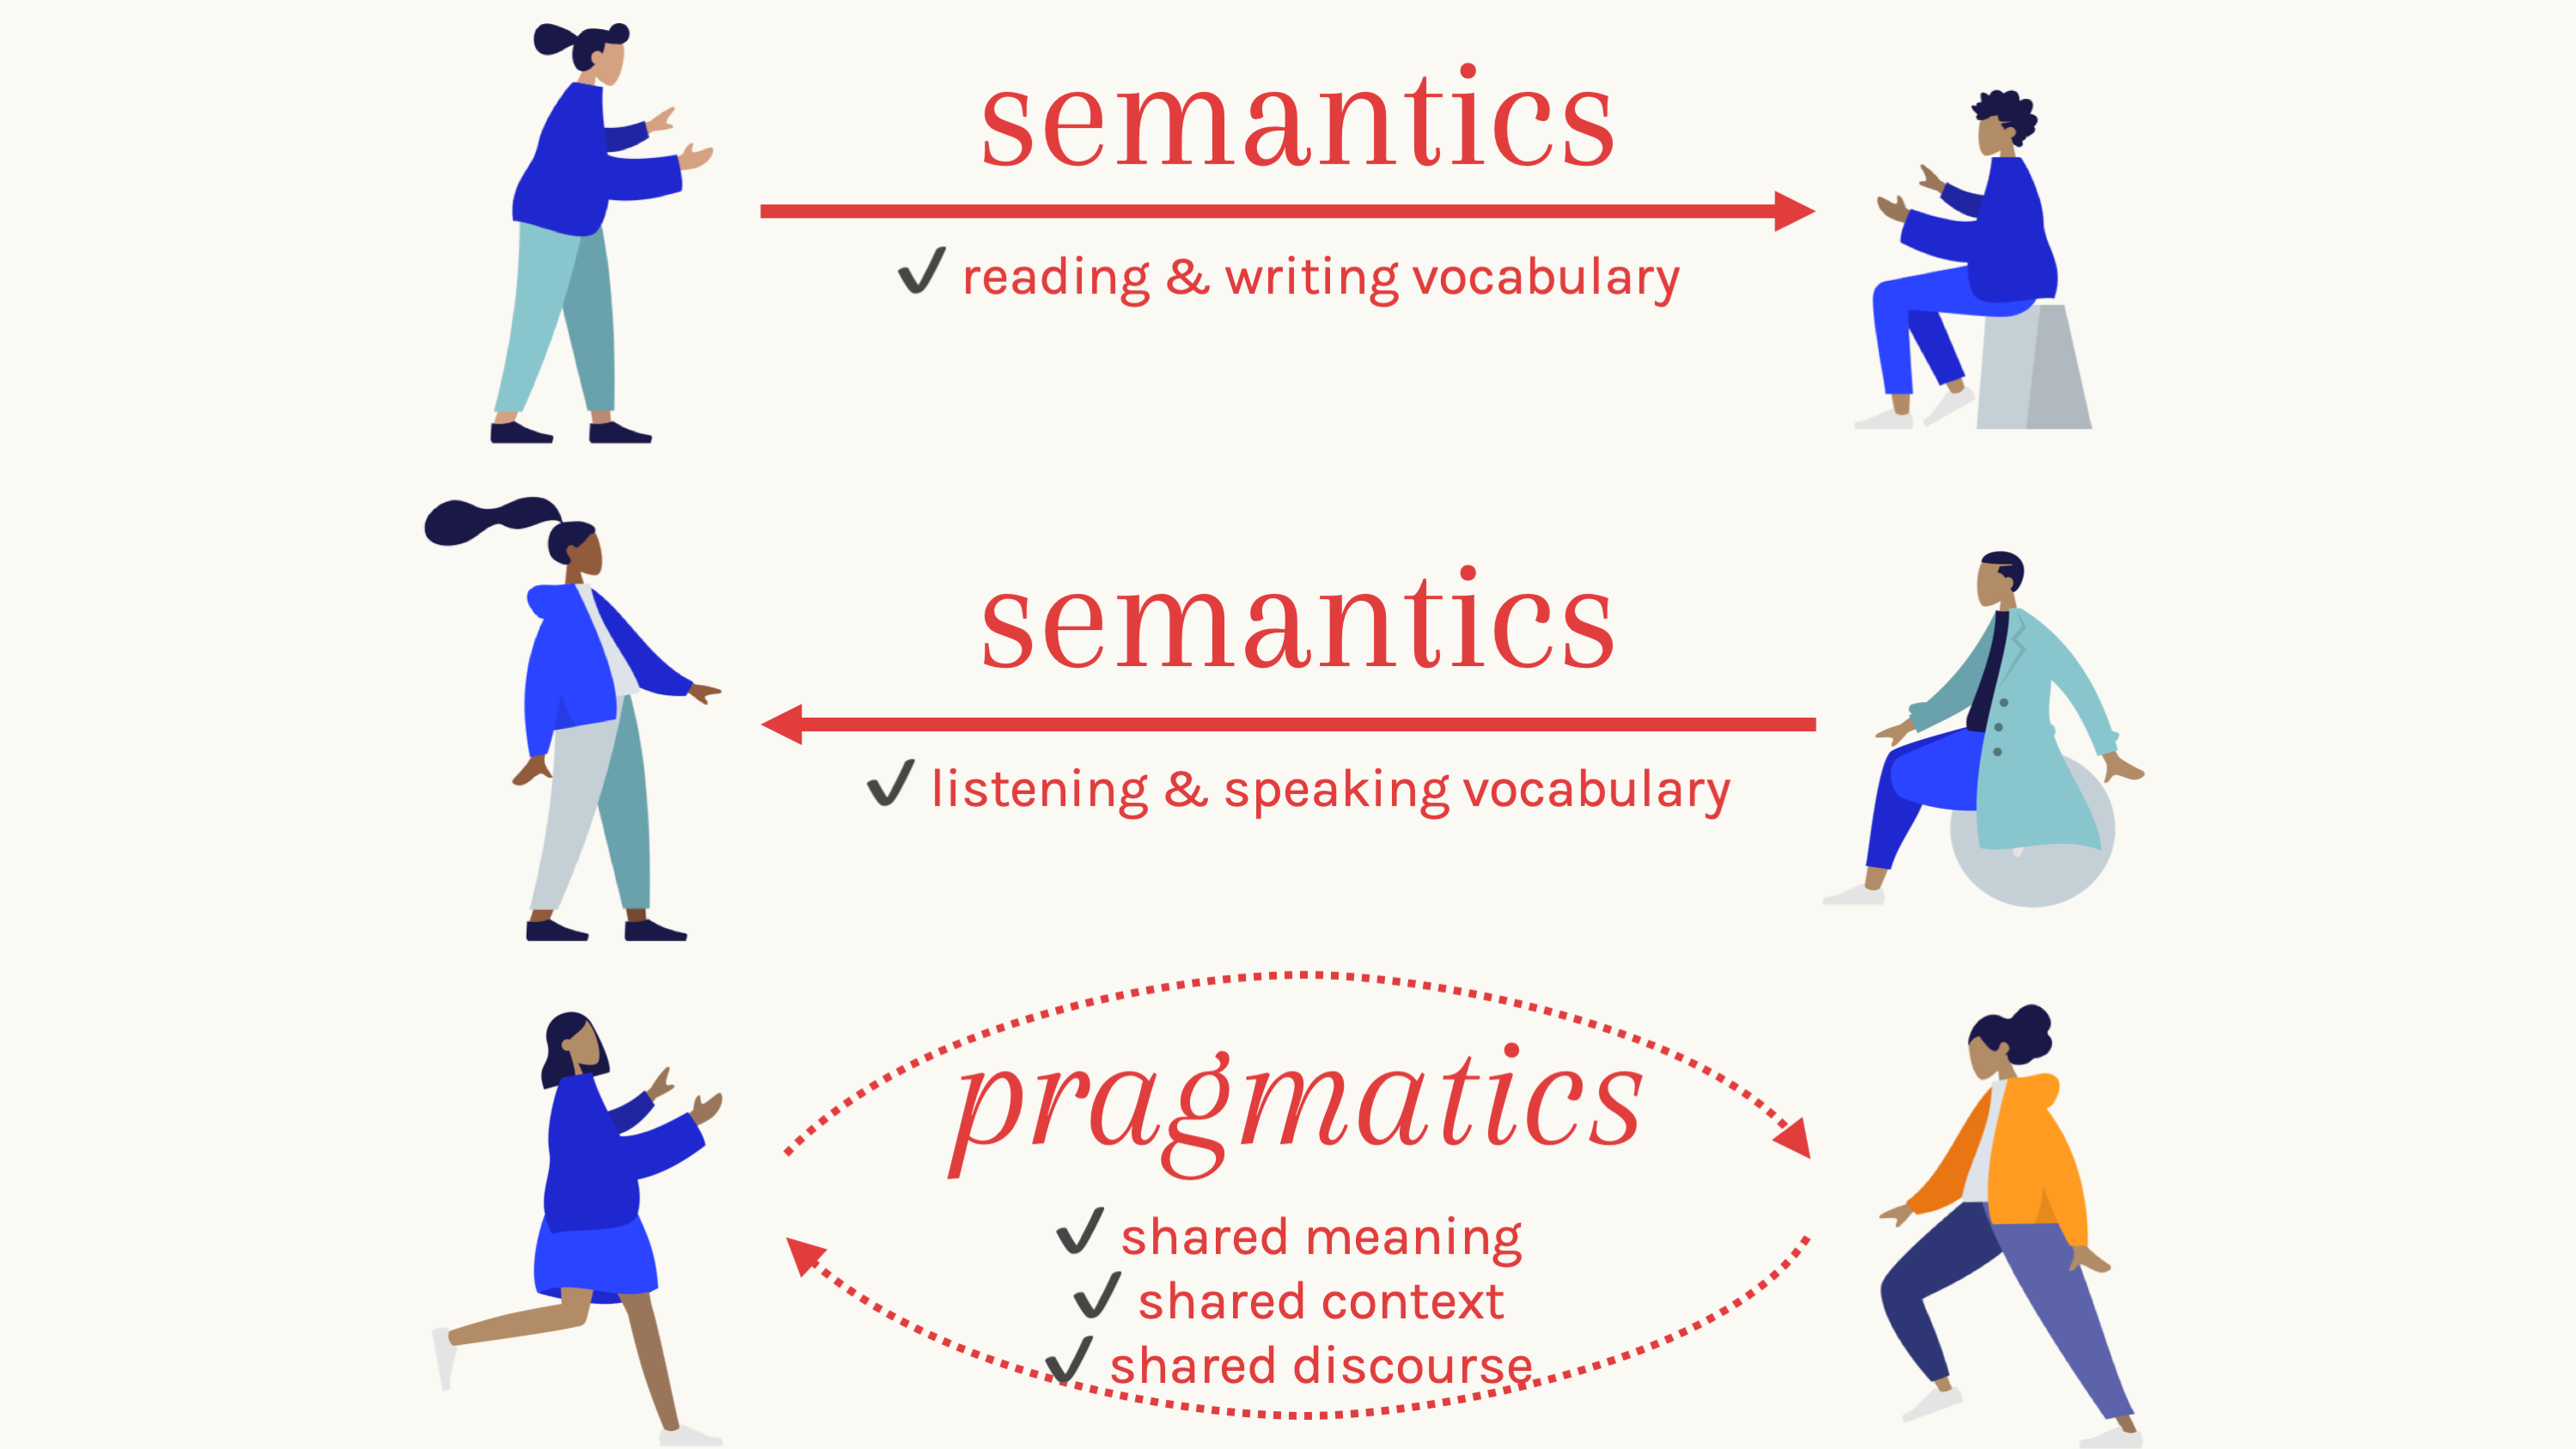 semantics
✔ reading & writing vocabulary
semantics
✔ listening & speaking vocabulary
pragmatics
✔ shared meaning
✔ shared context
✔ shared discourse